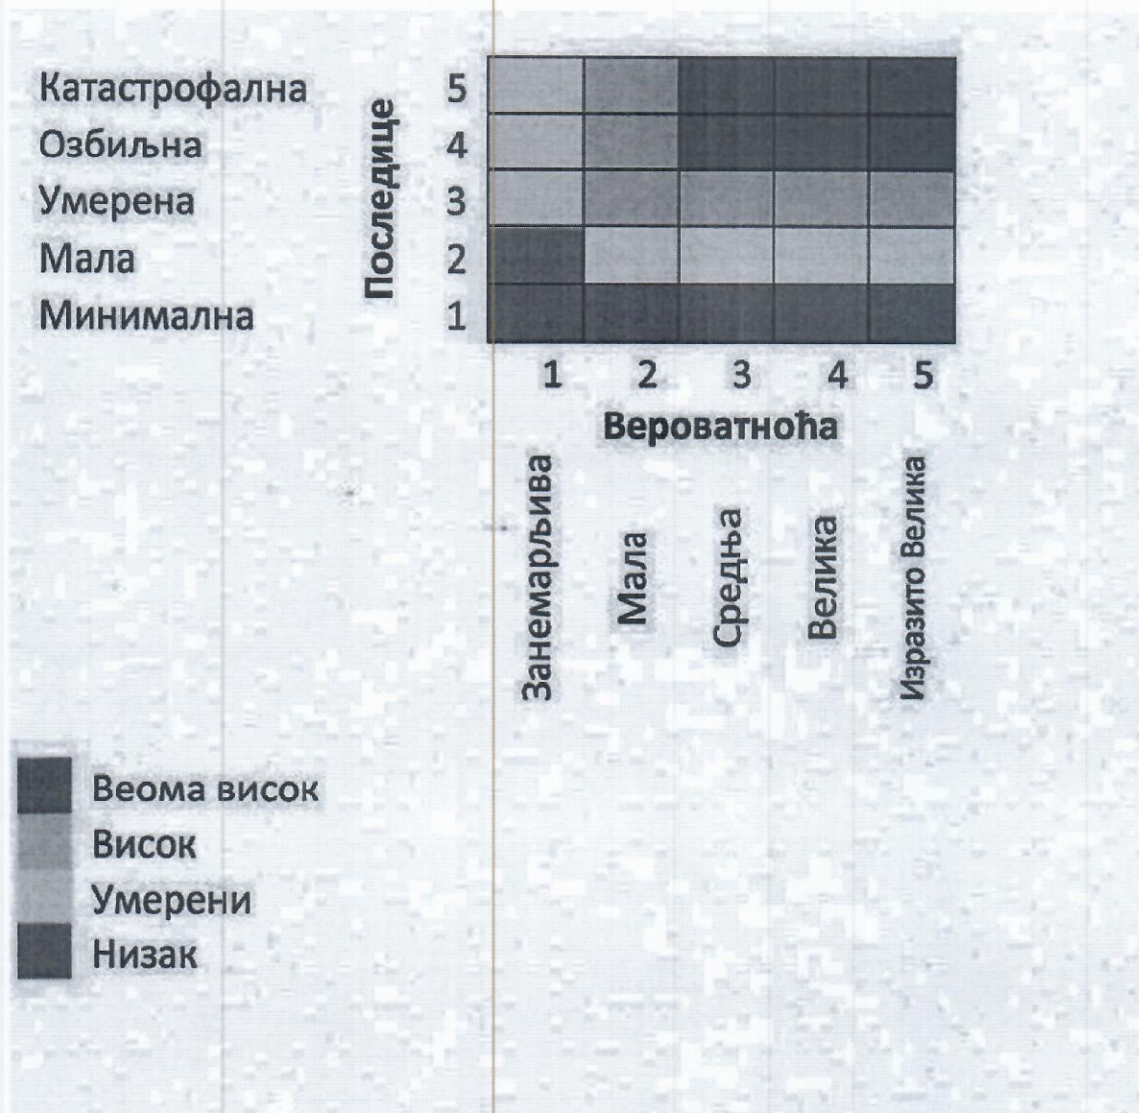 Катастрофална
Озбиљна
Умерена
Мала
Минимална
Последице
5
4
3
2
1
1 2 3 4 5
Вероватноћа
Занемарљива
Мала
Средња
Велика
Изразито Велика
Веома висок
Висок
Умерени
Низак